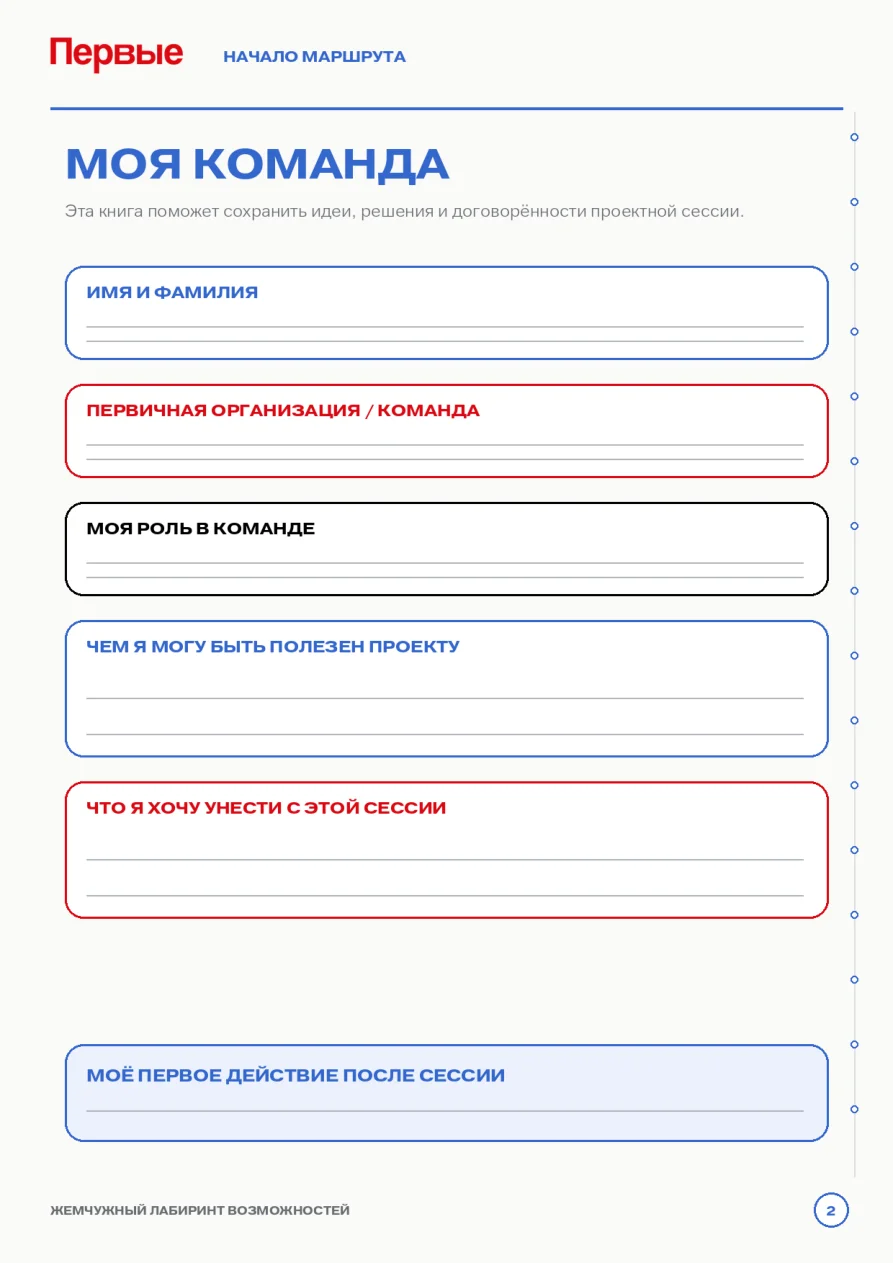 Первые
НАЧАЛО МАРШРУТА
МОЯ КОМАНДА
Эта книга поможет сохранить идеи, решения и договорённости проектной сессии.
ИМЯ И ФАМИЛИЯ
ПЕРВИЧНАЯ ОРГАНИЗАЦИЯ / КОМАНДА
МОЯ РОЛЬ В КОМАНДЕ
ЧЕМ Я МОГУ БЫТЬ ПОЛЕЗЕН ПРОЕКТУ
ЧТО Я ХОЧУ УНЕСТИ С ЭТОЙ СЕССИИ
МОЁ ПЕРВОЕ ДЕЙСТВИЕ ПОСЛЕ СЕССИИ
ЖЕМЧУЖНЫЙ ЛАБИРИНТ ВОЗМОЖНОСТЕЙ
2